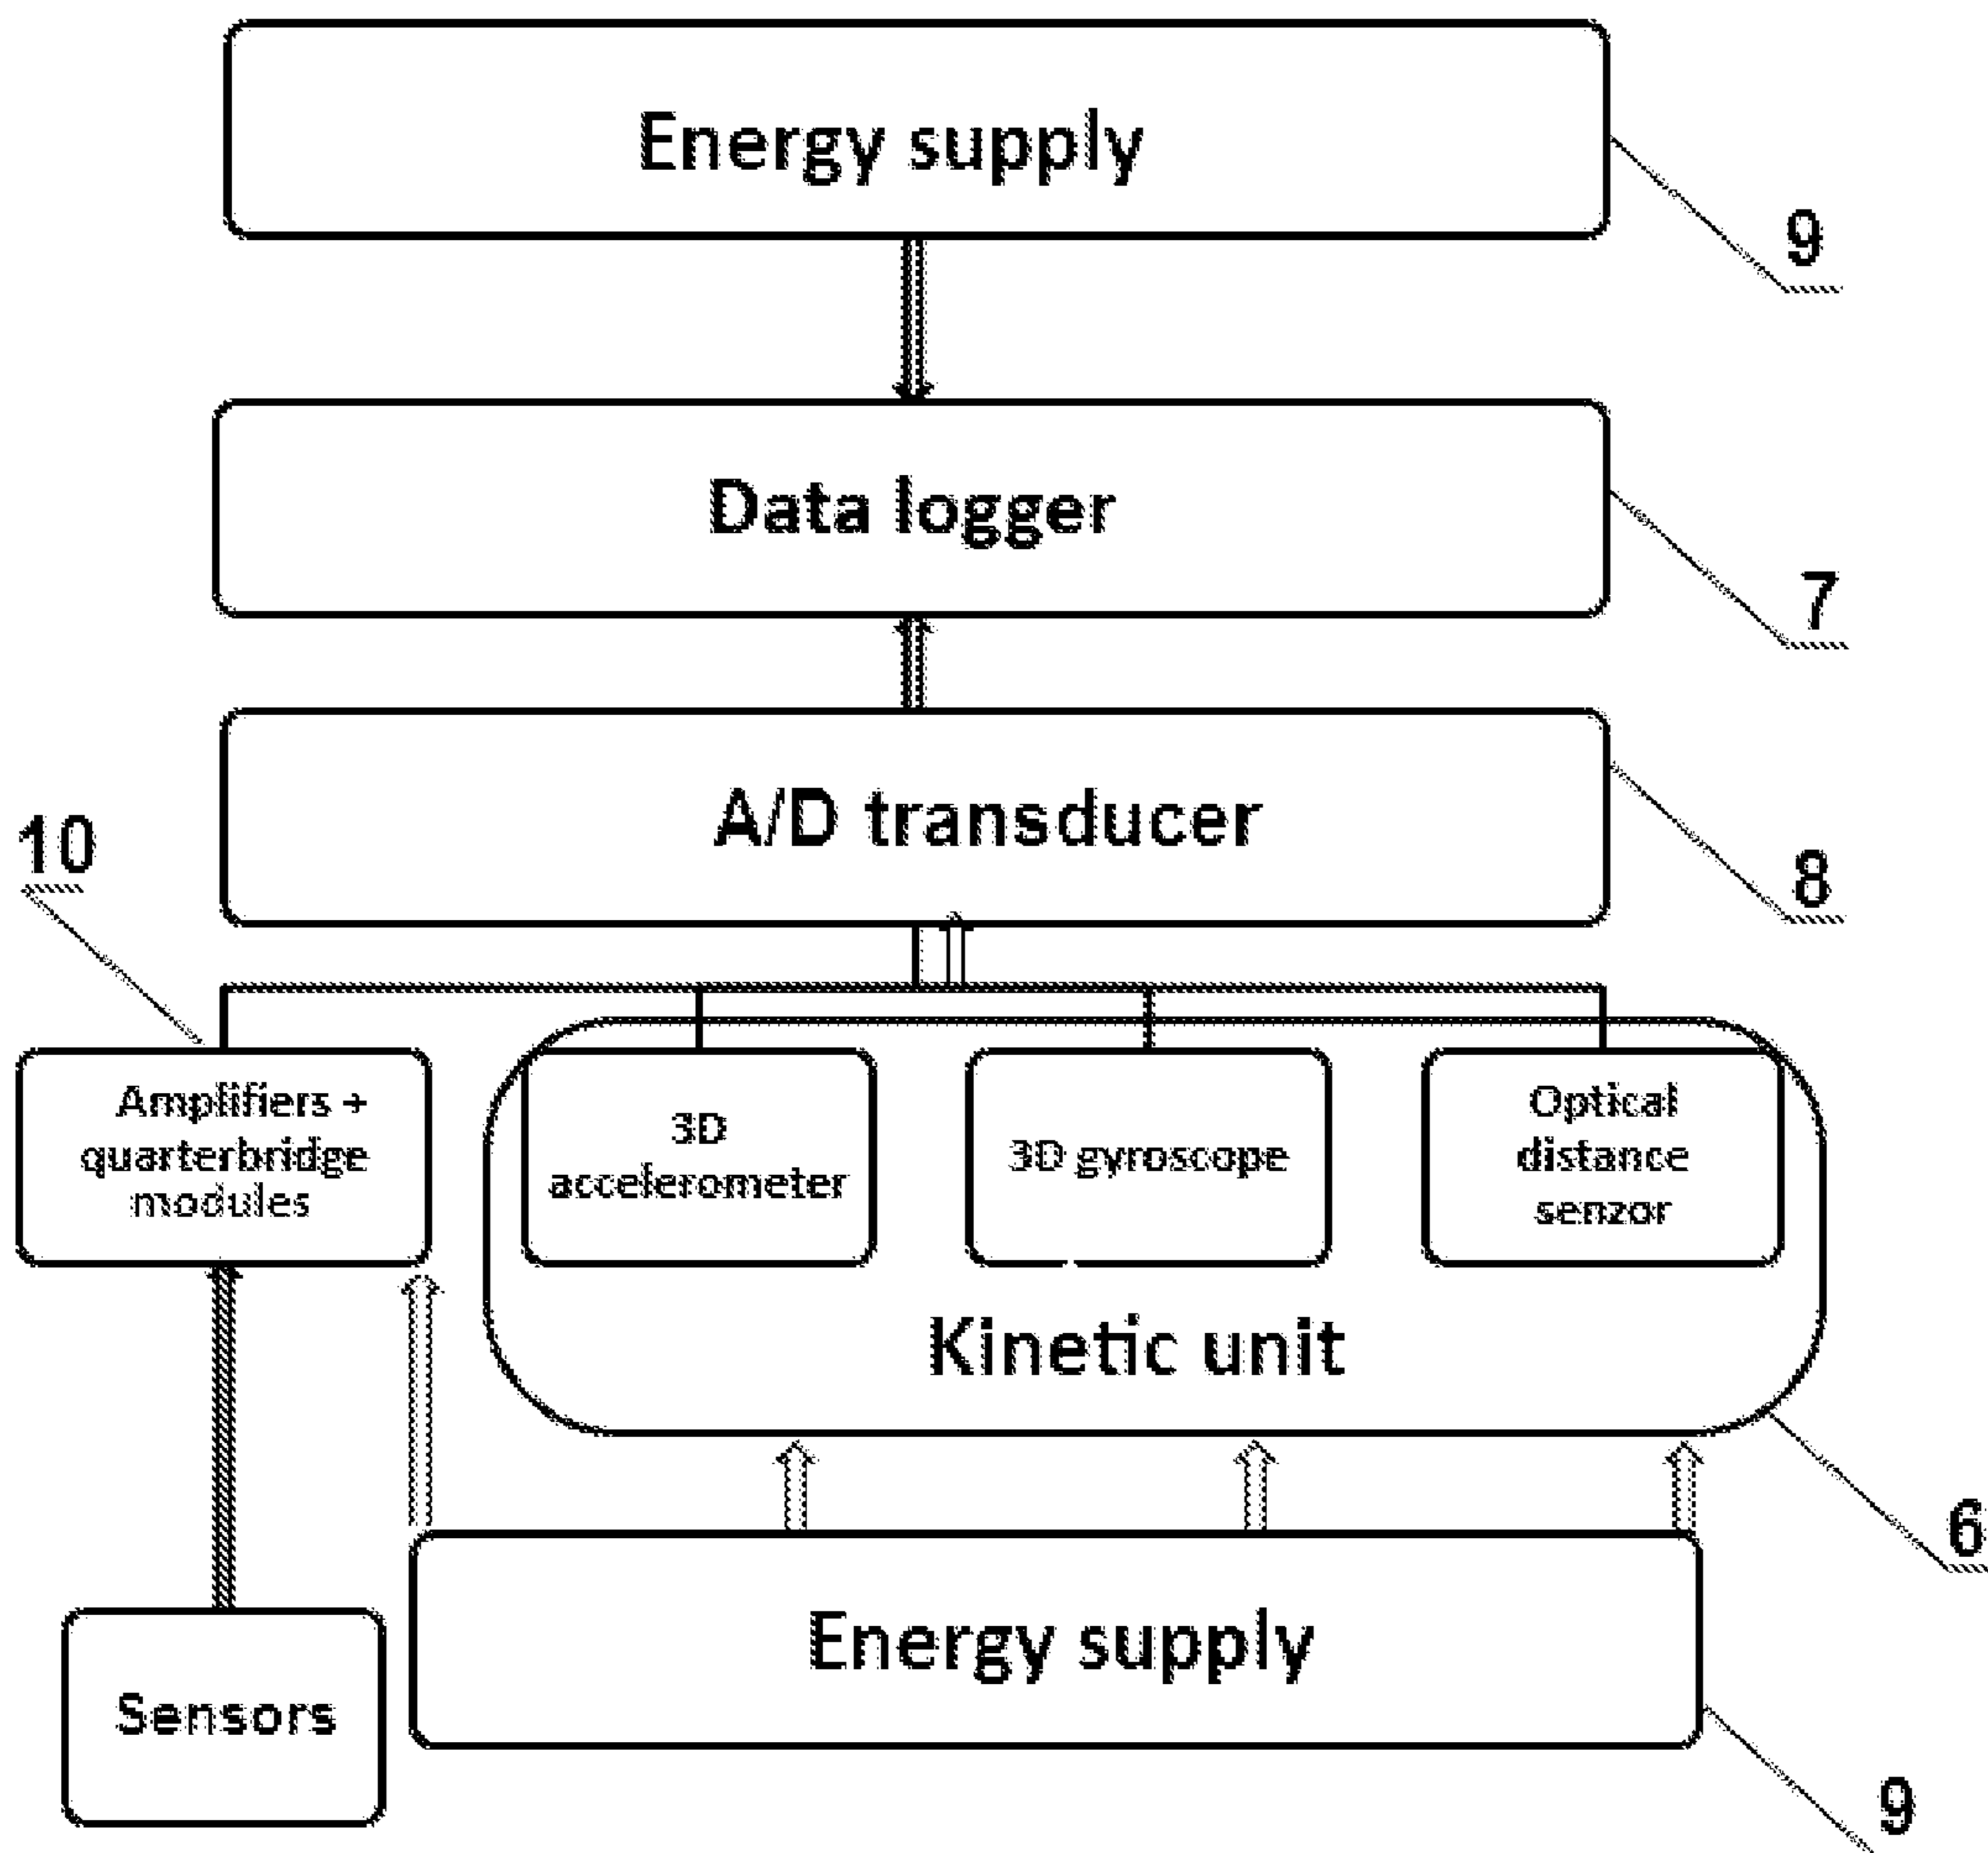 Energy supply
9
Data logger
7
A/D transducer
8
10
Amplifiers +
quarterbridge
modules
3D
accelerometer
3D gyroscope
Optical
distance
senzor
Kinetic unit
6
Energy supply
9
Sensors